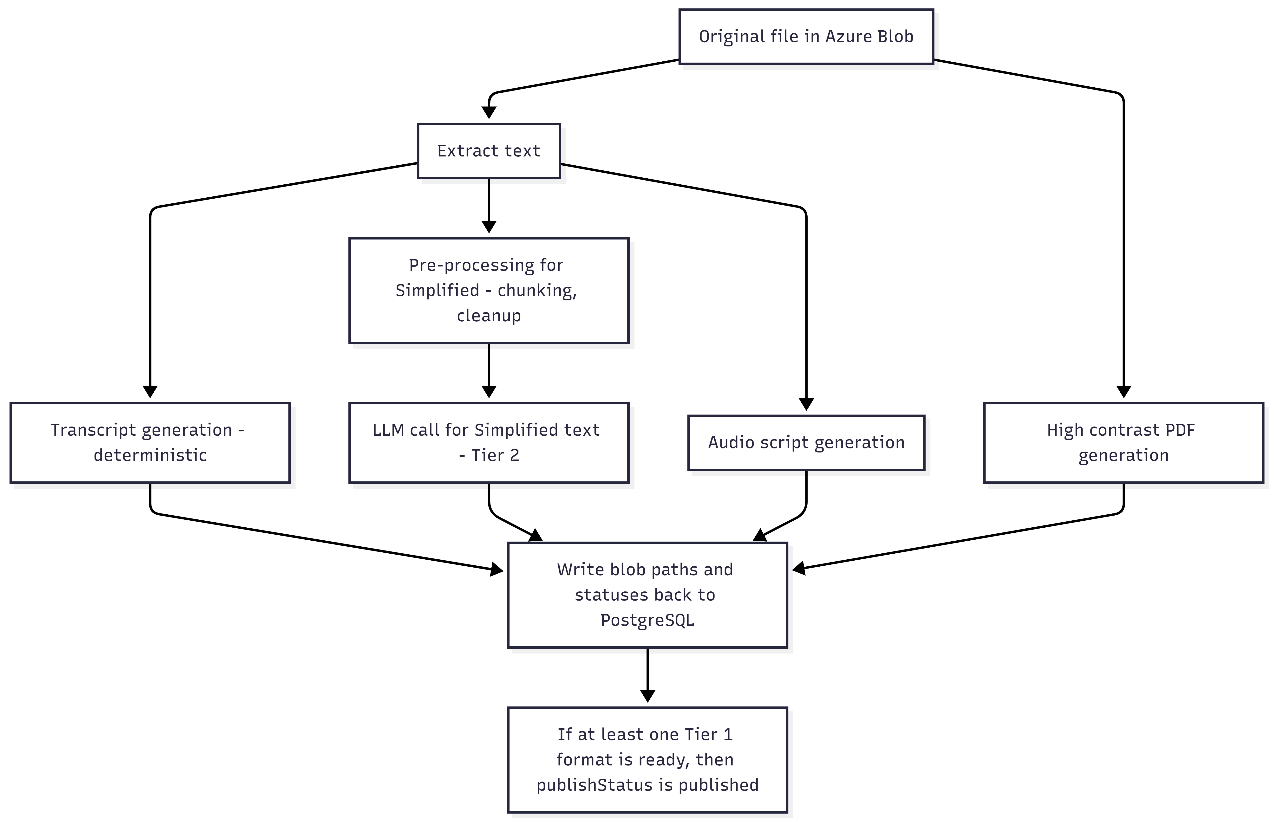 Original file in Azure Blob
Extract text
Pre-processing for
Simplified - chunking,
cleanup
Transcript generation -
deterministic
LLM call for Simplified text
- Tier 2
Audio script generation
High contrast PDF
generation
Write blob paths and
statuses back to
PostgreSQL
If at least one Tier 1
format is ready, then
publishStatus is published